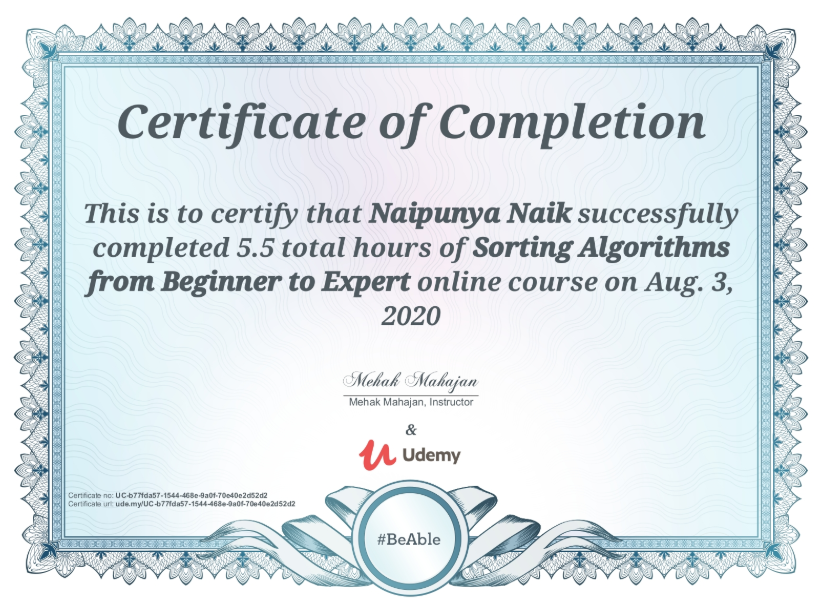 Certificate of Completion
This is to certify that Naipunya Naik successfully
completed 5.5 total hours of Sorting Algorithms
from Beginner to Expert online course on Aug. 3,
2020
Mehak Mahajan
Mehak Mahajan, Instructor
&
Udemy
Certificate no: UC-b77fda57-1544-468e-9a0f-70e40e2d52d2
Certificate url: ude.my/UC-b77fda57-1544-468e-9a0f-70e40e2d52d2
#BeAble